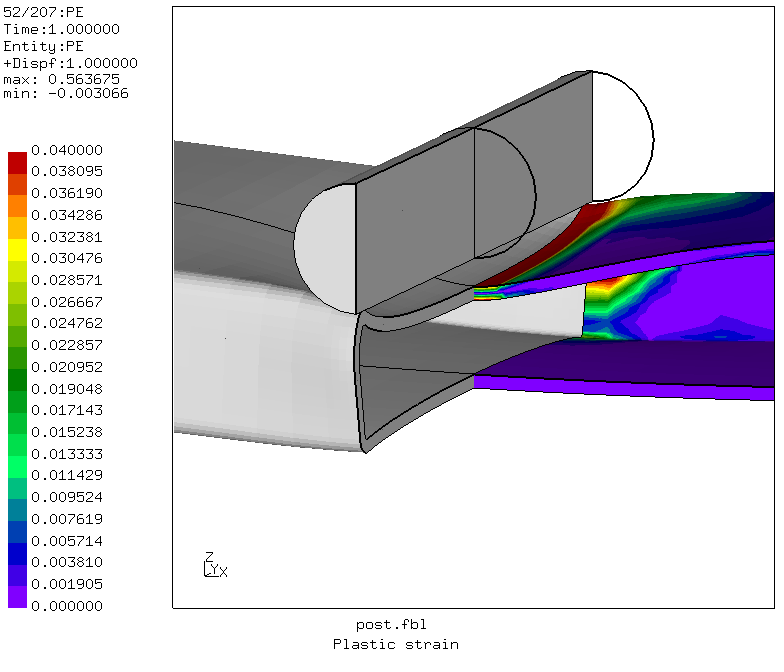 52/207:PE
Time:1.000000
Entity:PE
+Dispf:1.000000
max: 0.563675
min: -0.003066
0.040000
0.038095
0.036190
0.034286
0.032381
0.030476
0.028571
0.026667
0.024762
0.022857
0.020952
0.019048
0.017143
0.015238
0.013333
0.011429
0.009524
0.007619
0.005714
0.003810
0.001905
0.000000
Z
Y X
post.fbl
Plastic strain